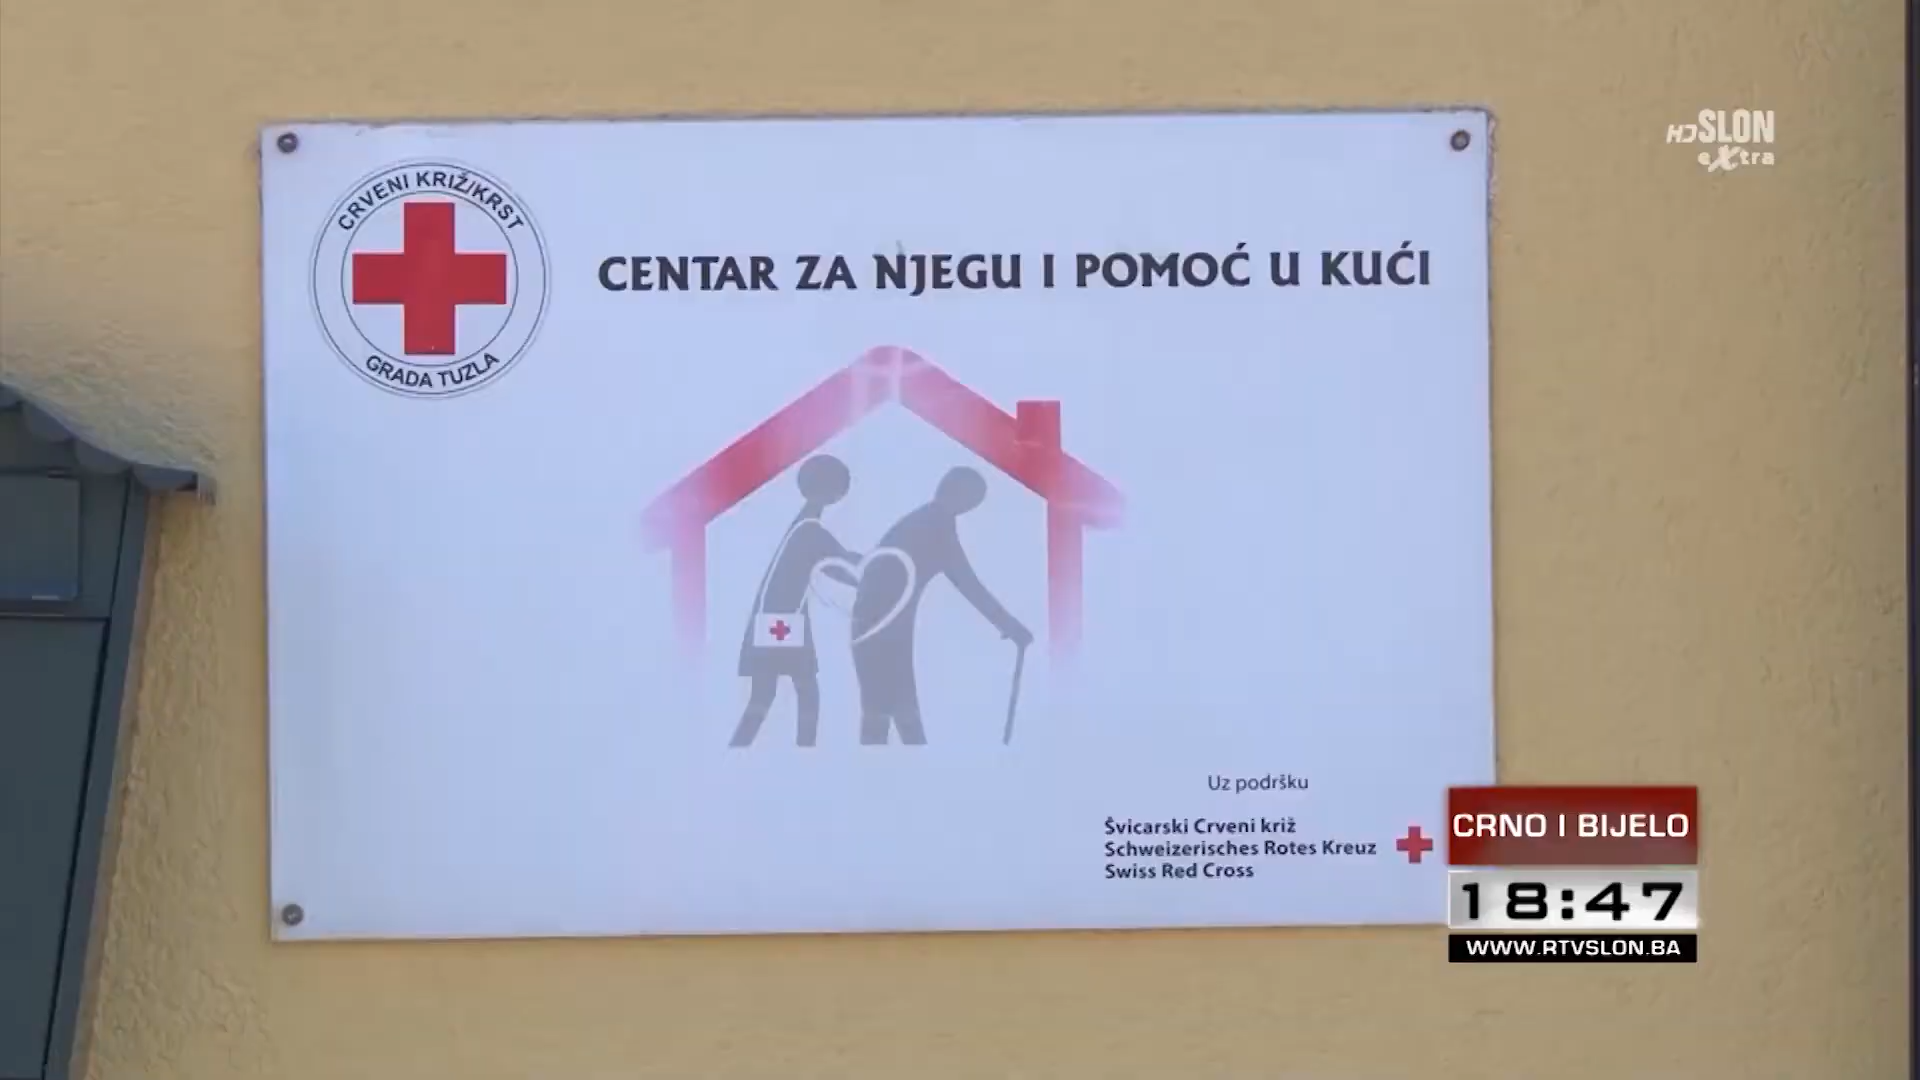 HD SLON
extra
CRVENI KRIŽ/KRST
GRADA TUZLA
CENTAR ZA NJEGU I POMOĆ U KUĆI
Uz podršku
Švicarski Crveni križ
Schweizerisches Rotes Kreuz
Swiss Red Cross
CRNO I BIJELO
18:47
WWW.RTVSLON.BA